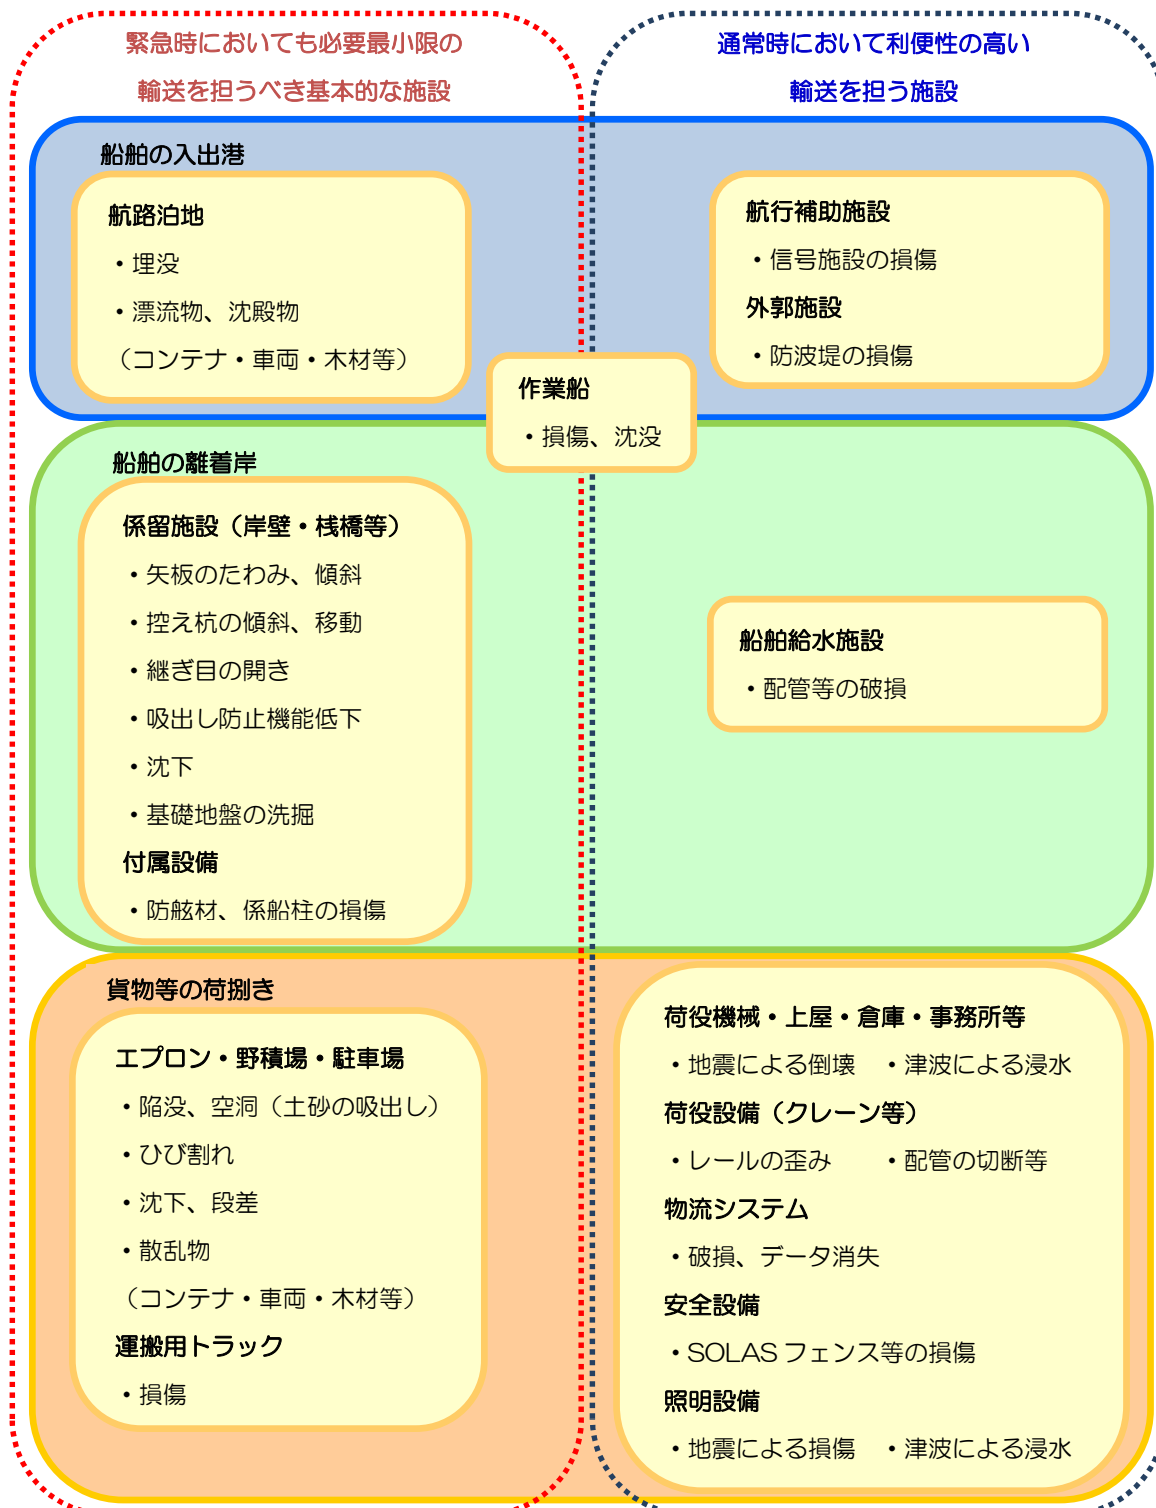 緊急時においても必要最小限の
輸送を担うべき基本的な施設
通常時において利便性の高い
輸送を担う施設
船舶の入出港
航路泊地
・埋没
・漂流物、沈殿物
（コンテナ・車両・木材等）
航行補助施設
・信号施設の損傷
外郭施設
・防波堤の損傷
作業船
・損傷、沈没
船舶の離着岸
係留施設（岸壁・桟橋等）
・矢板のたわみ、傾斜
・控え杭の傾斜、移動
・継ぎ目の開き
・吸出し防止機能低下
・沈下
・基礎地盤の洗掘
付属設備
・防舷材、係船柱の損傷
船舶給水施設
・配管等の破損
貨物等の荷捌き
エプロン・野積場・駐車場
・陥没、空洞（土砂の吸出し）
・ひび割れ
・沈下、段差
・散乱物
（コンテナ・車両・木材等）
運搬用トラック
・損傷
荷役機械・上屋・倉庫・事務所等
・地震による倒壊　・津波による浸水
荷役設備（クレーン等）
・レールの歪み　　・配管の切断等
物流システム
・破損、データ消失
安全設備
・SOLAS フェンス等の損傷
照明設備
・地震による損傷　・津波による浸水